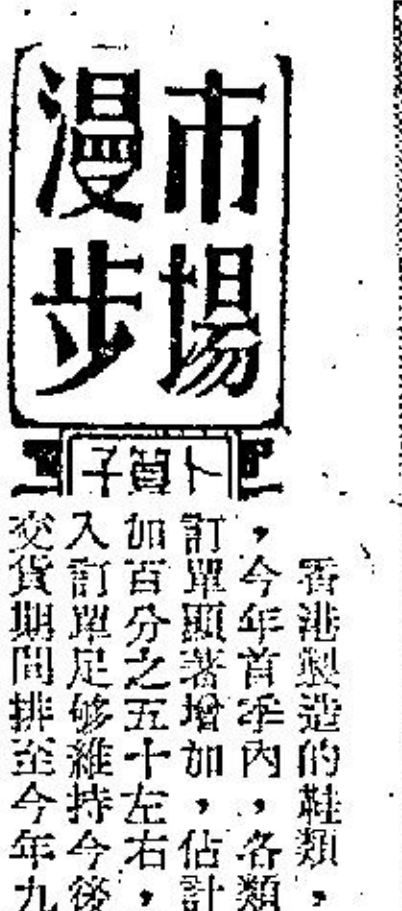 市場
漫步
卜買子
香港製造的鞋類，
，今年首季內，各類
訂單顯著增加，估計
加百分之五十左右，
入訂單足够維持今後
交貨期間排至今年九